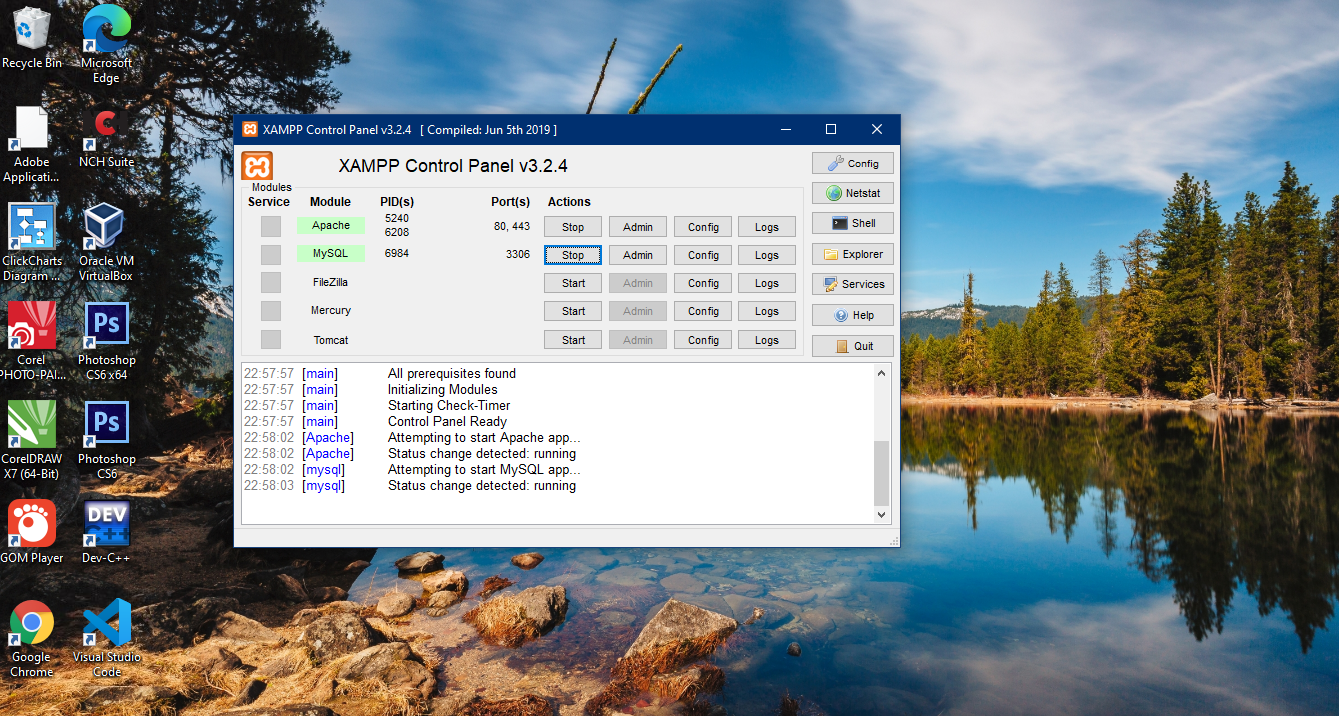 Recycle Bin
Microsoft
Edge
Adobe
Applicati...
NCH Suite
ClickCharts
Diagram ...
Oracle VM
VirtualBox
Corel
PHOTO-PAI...
Ps
Photoshop
CS6 x64
CorelDRAW
X7 (64-Bit)
Ps
Photoshop
CS6
GOM Player
DEV
C++
Dev-C++
Google
Chrome
Visual Studio
Code
XAMPP Control Panel v3.2.4 [ Compiled: Jun 5th 2019 ]
XAMPP Control Panel v3.2.4
Config
Modules
Service Module PID(s) Port(s) Actions
Netstat
Apache 5240 6208 80, 443 Stop Admin Config Logs
Shell
MySQL 6984 3306 Stop Admin Config Logs
Explorer
FileZilla Start Admin Config Logs
Services
Mercury Start Admin Config Logs
Help
Tomcat Start Admin Config Logs
Quit
22:57:57 [main] All prerequisites found
22:57:57 [main] Initializing Modules
22:57:57 [main] Starting Check-Timer
22:57:57 [main] Control Panel Ready
22:58:02 [Apache] Attempting to start Apache app...
22:58:02 [Apache] Status change detected: running
22:58:02 [mysql] Attempting to start MySQL app...
22:58:03 [mysql] Status change detected: running